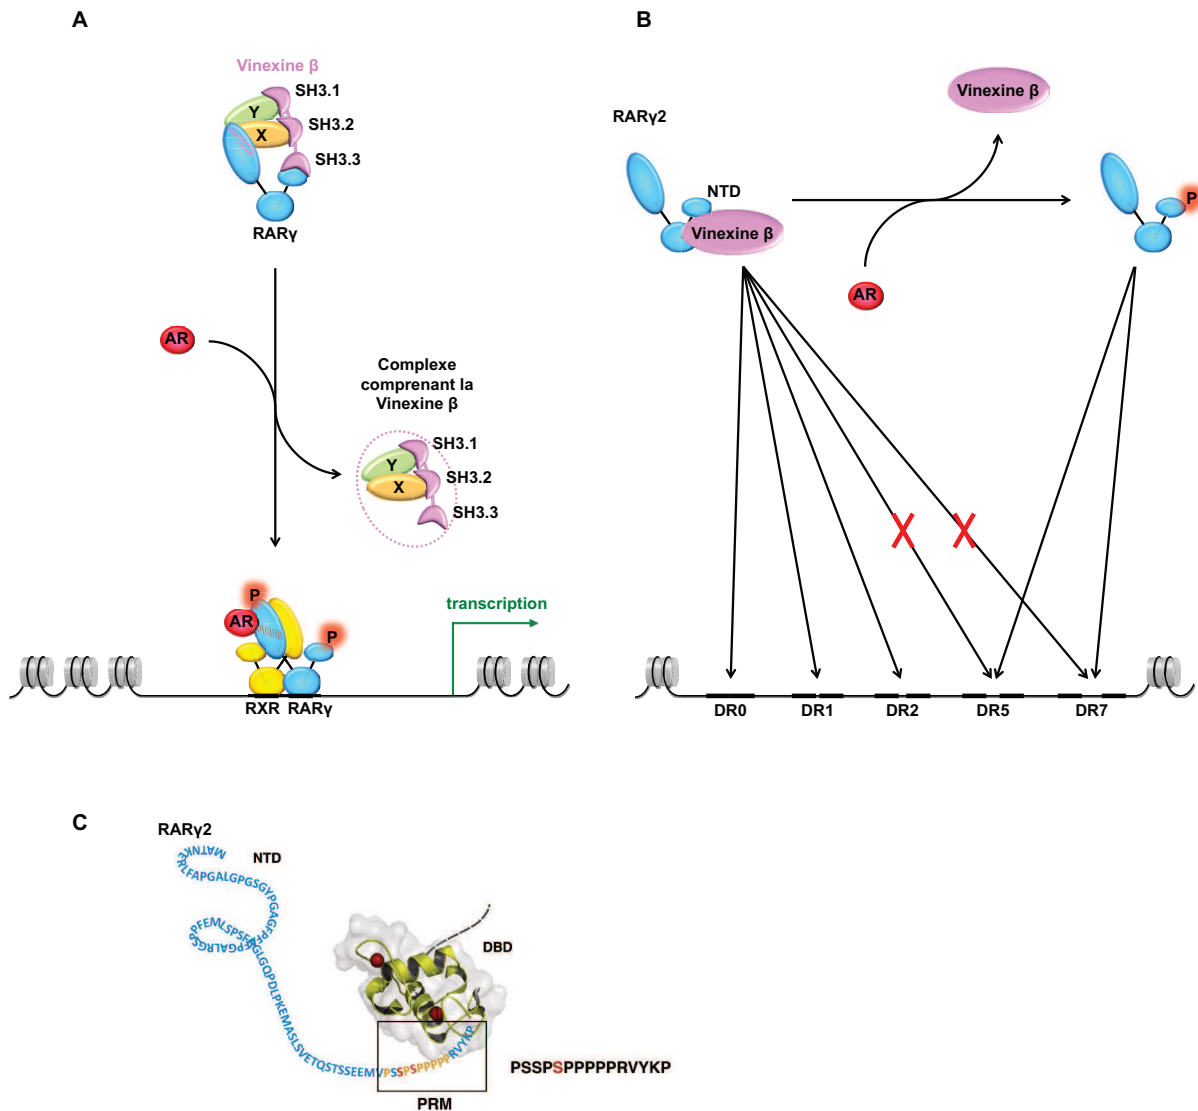 A
Vinexine β
SH3.1
Y
SH3.2
X
SH3.3
RARγ
AR
Complexe
comprenant la
Vinexine β
SH3.1
Y
SH3.2
X
SH3.3
P
AR
P
transcription
RXR RARγ
B
Vinexine β
RARγ2
NTD
P
Vinexine β
AR
DR0 DR1 DR2 DR5 DR7
C
RARγ2
NTD
DBD
PSSPSPPPPPRVYKP
PRM